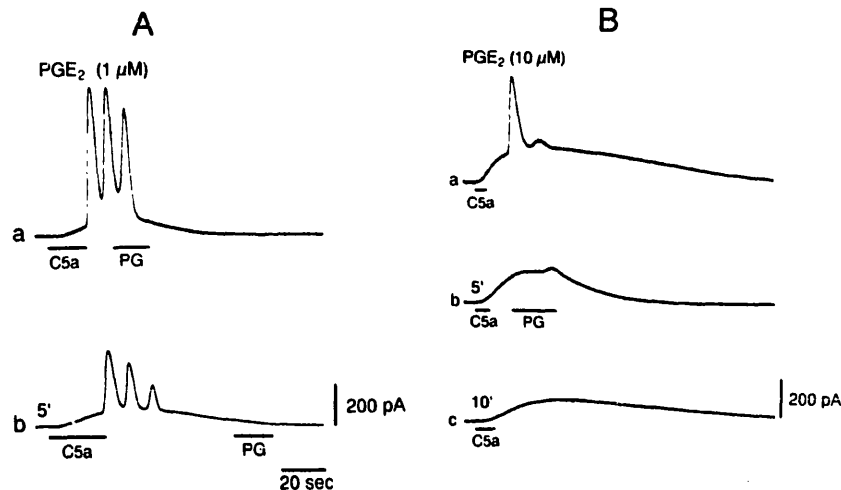 A
PGE₂ (1 µM)
a
C5a
PG
b
5'
C5a
PG
200 pA
20 sec
B
PGE₂ (10 µM)
a
C5a
b
5'
C5a
PG
c
10'
C5a
200 pA